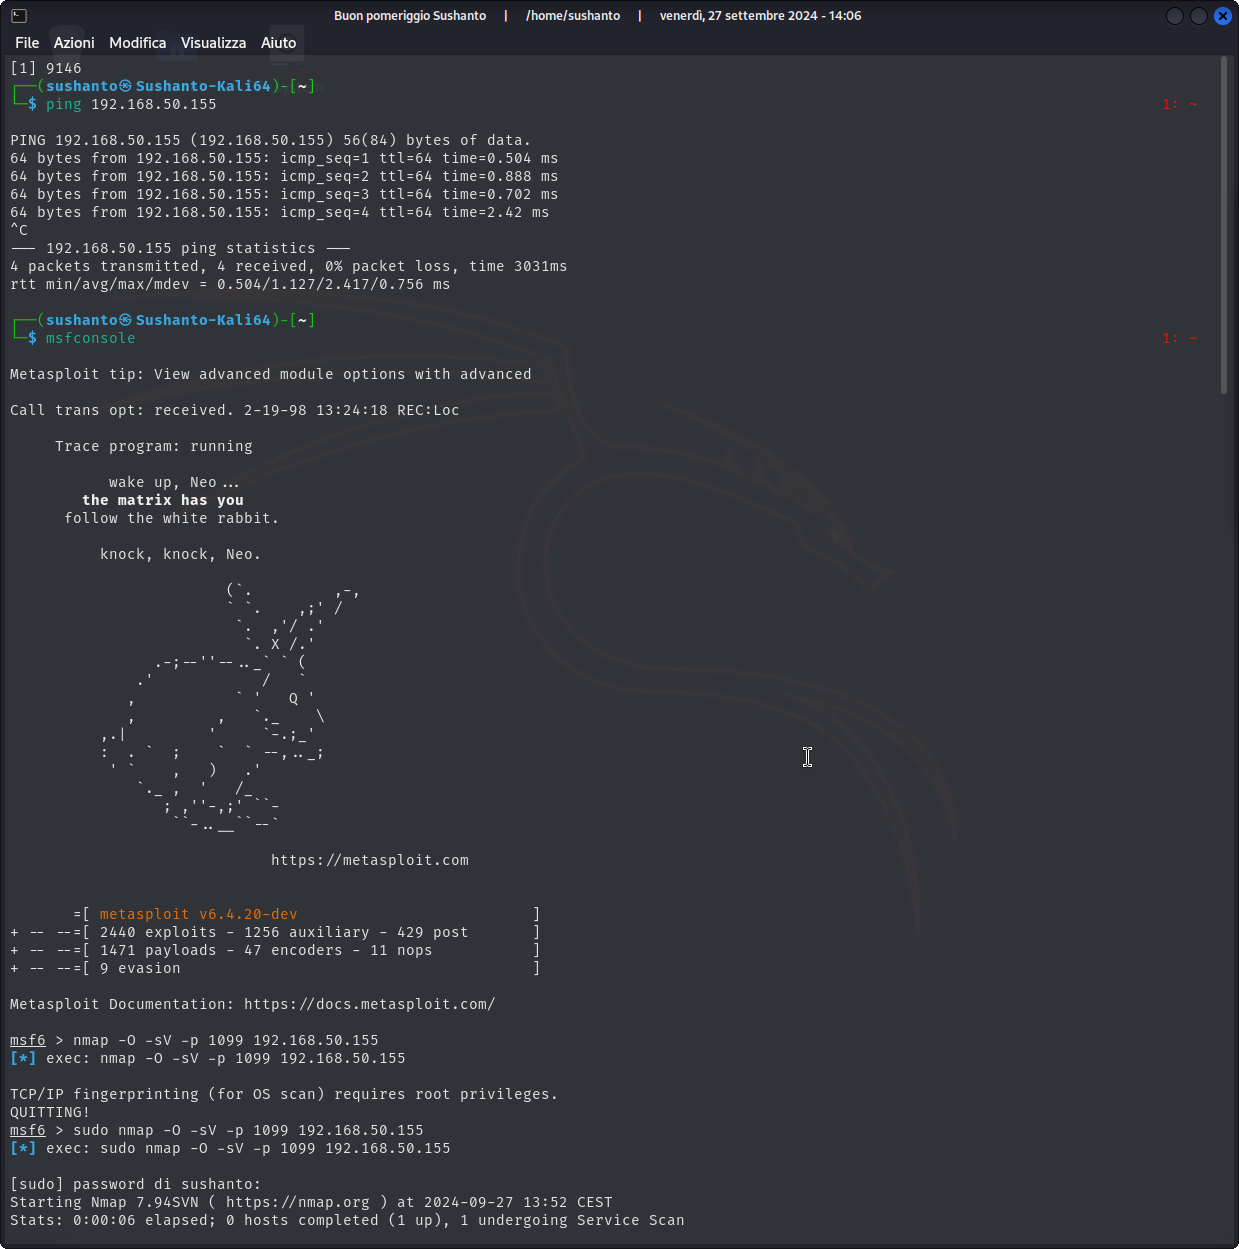 Buon pomeriggio Sushanto | /home/sushanto | venerdì, 27 settembre 2024 - 14:06
File Azioni Modifica Visualizza Aiuto
[1] 9146
┌──(sushanto㉿Sushanto-Kali64)-[~]
└─$ ping 192.168.50.155 1: ~
PING 192.168.50.155 (192.168.50.155) 56(84) bytes of data.
64 bytes from 192.168.50.155: icmp_seq=1 ttl=64 time=0.504 ms
64 bytes from 192.168.50.155: icmp_seq=2 ttl=64 time=0.888 ms
64 bytes from 192.168.50.155: icmp_seq=3 ttl=64 time=0.702 ms
64 bytes from 192.168.50.155: icmp_seq=4 ttl=64 time=2.42 ms
^C
--- 192.168.50.155 ping statistics ---
4 packets transmitted, 4 received, 0% packet loss, time 3031ms
rtt min/avg/max/mdev = 0.504/1.127/2.417/0.756 ms
┌──(sushanto㉿Sushanto-Kali64)-[~]
└─$ msfconsole 1: ~
Metasploit tip: View advanced module options with advanced
Call trans opt: received. 2-19-98 13:24:18 REC:Loc
Trace program: running
wake up, Neo...
the matrix has you
follow the white rabbit.
knock, knock, Neo.
(`.         ,-,
` `.    ,;' /
`.  ,'/ .'
`. X /.'
.-;--''--.._` ` (
.'            /   `
,           ` '   Q '
,         ,   `._    \
,.|         '     `-.;_'
:  . `  ;    `  ` --,.._;
' `    ,   )   .'
`._ ,  '   /_
; ,''-,;' ``-
``-..__``--`
https://metasploit.com
=[ metasploit v6.4.20-dev ]
+ -- --=[ 2440 exploits - 1256 auxiliary - 429 post ]
+ -- --=[ 1471 payloads - 47 encoders - 11 nops ]
+ -- --=[ 9 evasion ]
Metasploit Documentation: https://docs.metasploit.com/
msf6 > nmap -O -sV -p 1099 192.168.50.155
[*] exec: nmap -O -sV -p 1099 192.168.50.155
TCP/IP fingerprinting (for OS scan) requires root privileges.
QUITTING!
msf6 > sudo nmap -O -sV -p 1099 192.168.50.155
[*] exec: sudo nmap -O -sV -p 1099 192.168.50.155
[sudo] password di sushanto:
Starting Nmap 7.94SVN ( https://nmap.org ) at 2024-09-27 13:52 CEST
Stats: 0:00:06 elapsed; 0 hosts completed (1 up), 1 undergoing Service Scan